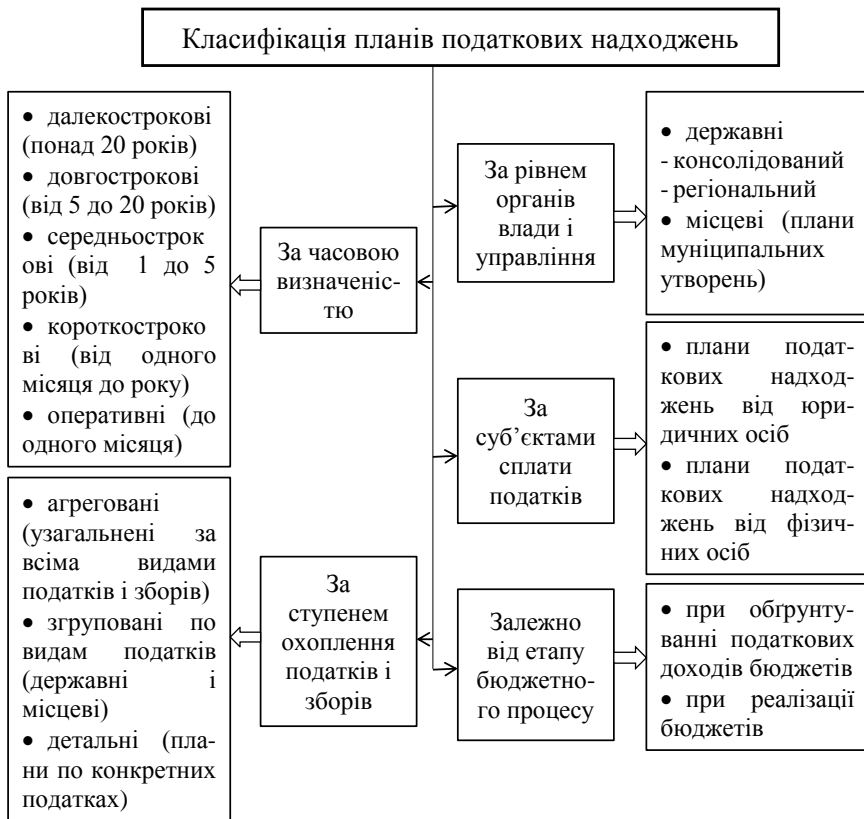 Класифікація планів податкових надходжень
• далекострокові
(понад 20 років)
• довгострокові
(від 5 до 20 років)
• середньострок
ові (від 1 до 5
років)
• короткостроко
ві (від одного
місяця до року)
• оперативні (до
одного місяця)
За часовою
визначеніс-
тю
За рівнем
органів
влади і
управління
• державні
- консолідований
- регіональний
• місцеві (плани
муніципальних
утворень)
За
суб’єктами
сплати
податків
• плани подат-
кових надход-
жень від юри-
дичних осіб
• плани подат-
кових надход-
жень від фізич-
них осіб
• агреговані
(узагальнені за
всіма видами
податків і зборів)
• згруповані по
видам податків
(державні і
місцеві)
• детальні (пла-
ни по конкретних
податках)
За
ступенем
охоплення
податків і
зборів
Залежно
від етапу
бюджетно-
го процесу
• при обґрунту-
ванні податкових
доходів бюджетів
• при реалізації
бюджетів